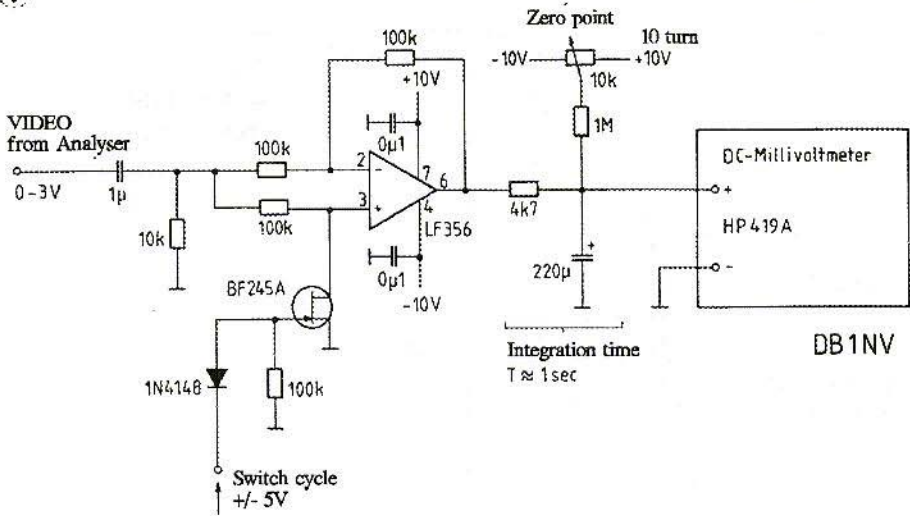 Zero point
10 turn
-10V
+10V
10k
100k
+10V
1M
VIDEO
from Analyser
0-3V
1µ
100k
100k
10k
0µ1
2
-
7
6
3
+
4
LF356
0µ1
-10V
4k7
220µ
+
DC-Millivoltmeter
+
HP419A
-
DB1NV
BF245A
1N4148
100k
Integration time
T ≈ 1sec
Switch cycle
+/- 5V